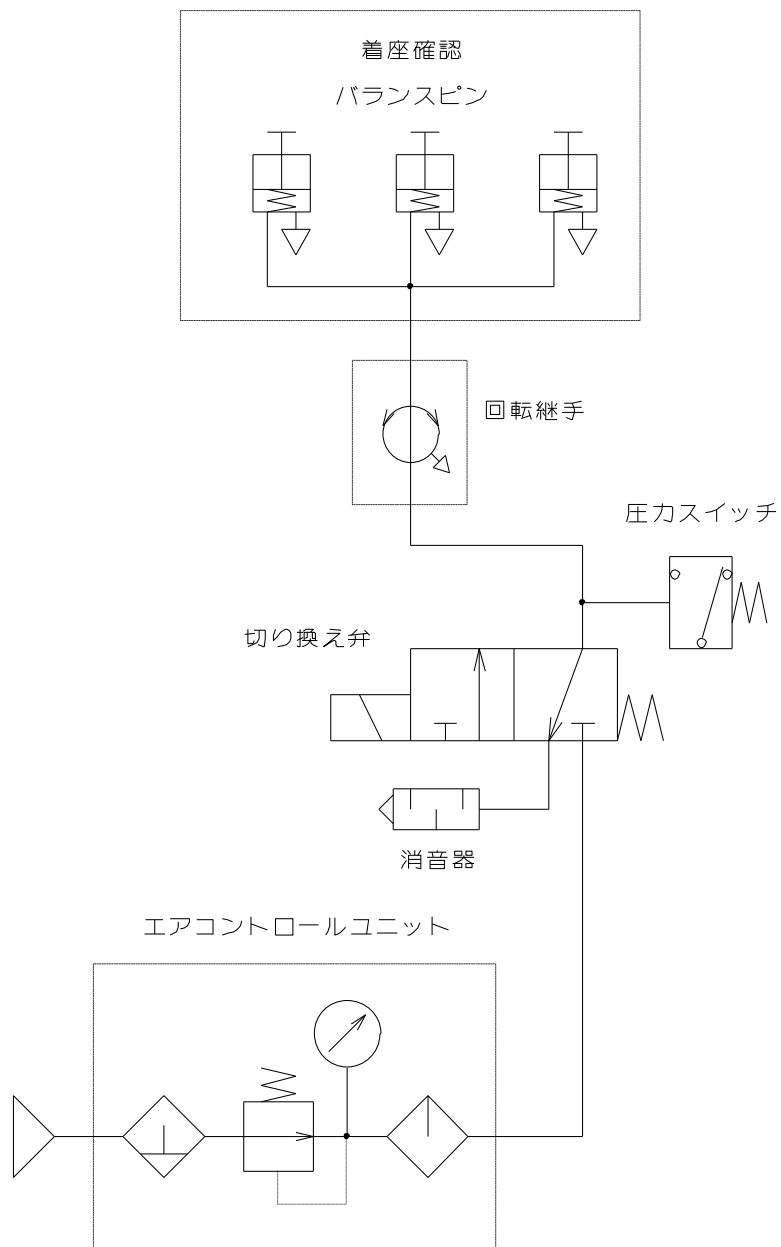 着座確認
バランスピン
回転継手
圧力スイッチ
切り換え弁
消音器
エアコントロールユニット